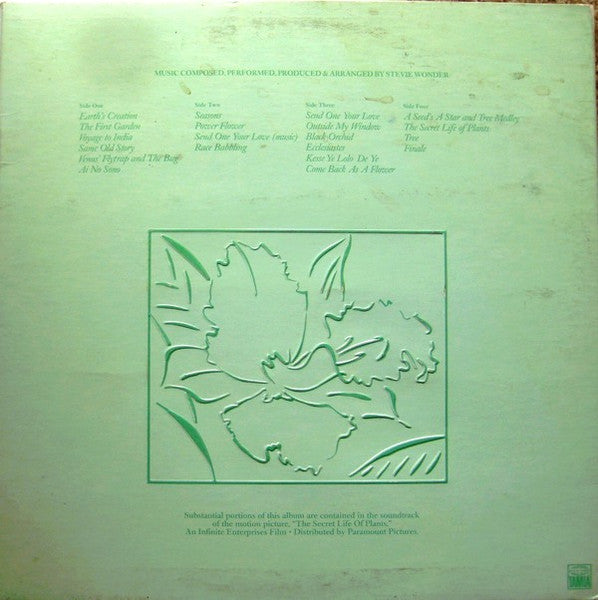 MUSIC COMPOSED, PERFORMED, PRODUCED & ARRANGED BY STEVIE WONDER
Side One
Earth's Creation
The First Garden
Voyage to India
Same Old Story
Venus' Flytrap and The Bug
Ai No Sono
Side Two
Seasons
Power Flower
Send One Your Love (music)
Race Babbling
Side Three
Send One Your Love
Outside My Window
Black Orchid
Ecclesiastes
Kesse Ye Lolo De Ye
Come Back As A Flower
Side Four
A Seed's A Star and Tree Medley
The Secret Life of Plants
Tree
Finale
Substantial portions of this album are contained in the soundtrack
of the motion picture, "The Secret Life Of Plants."
An Infinite Enterprises Film • Distributed by Paramount Pictures.
TAMLA